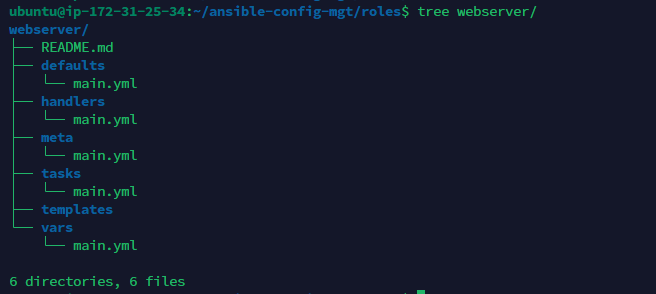 ubuntu@ip-172-31-25-34:~/ansible-config-mgt/roles$ tree webserver/
webserver/
├── README.md
├── defaults
│   └── main.yml
├── handlers
│   └── main.yml
├── meta
│   └── main.yml
├── tasks
│   └── main.yml
├── templates
└── vars
    └── main.yml

6 directories, 6 files